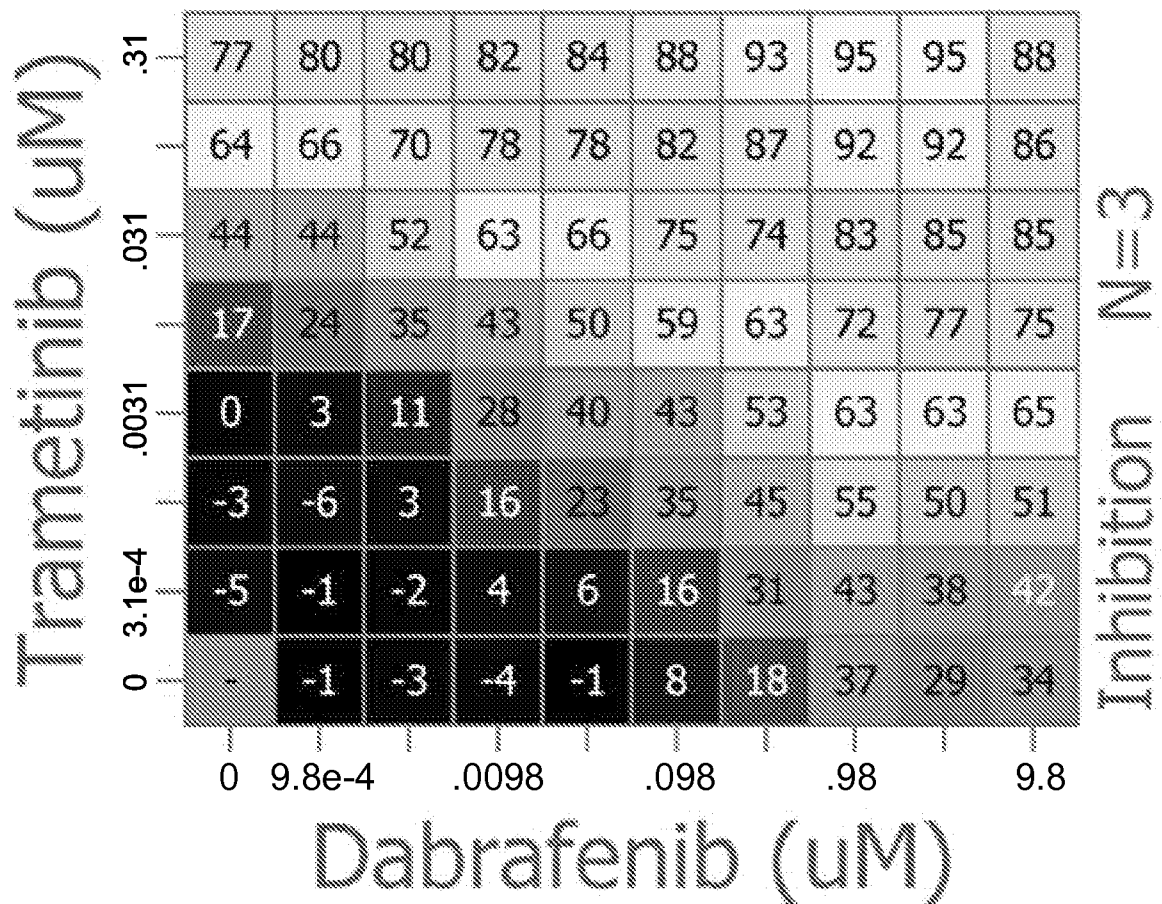 Trametinib (uM)
.31 77 80 80 82 84 88 93 95 95 88
64 66 70 78 78 82 87 92 92 86
.031 44 44 52 63 66 75 74 83 85 85
17 24 35 43 50 59 63 72 77 75
.0031 0 3 11 28 40 43 53 63 63 65
-3 -6 3 16 23 35 45 55 50 51
3.1e-4 -5 -1 -2 4 6 16 31 43 38 42
0 - -1 -3 -4 -1 8 18 37 29 34
0 9.8e-4 .0098 .098 .98 9.8
Dabrafenib (uM)
Inhibition N=3